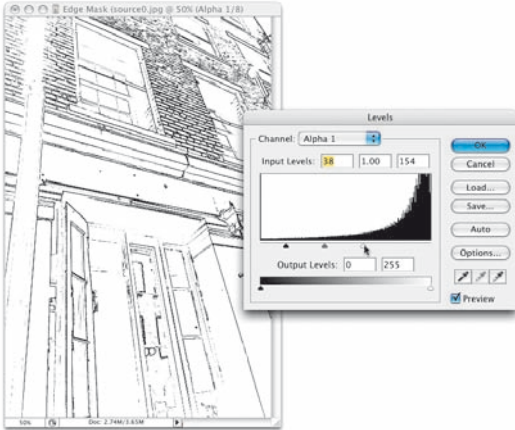 Edge Mask (source0.jpg @ 50% (Alpha 1/8)
Levels
Channel: Alpha 1
OK
Input Levels: 38 1.00 154
Cancel
Load...
Save...
Auto
Options...
Output Levels: 0 255
Preview
50%
Doc: 2.74M/3.65M